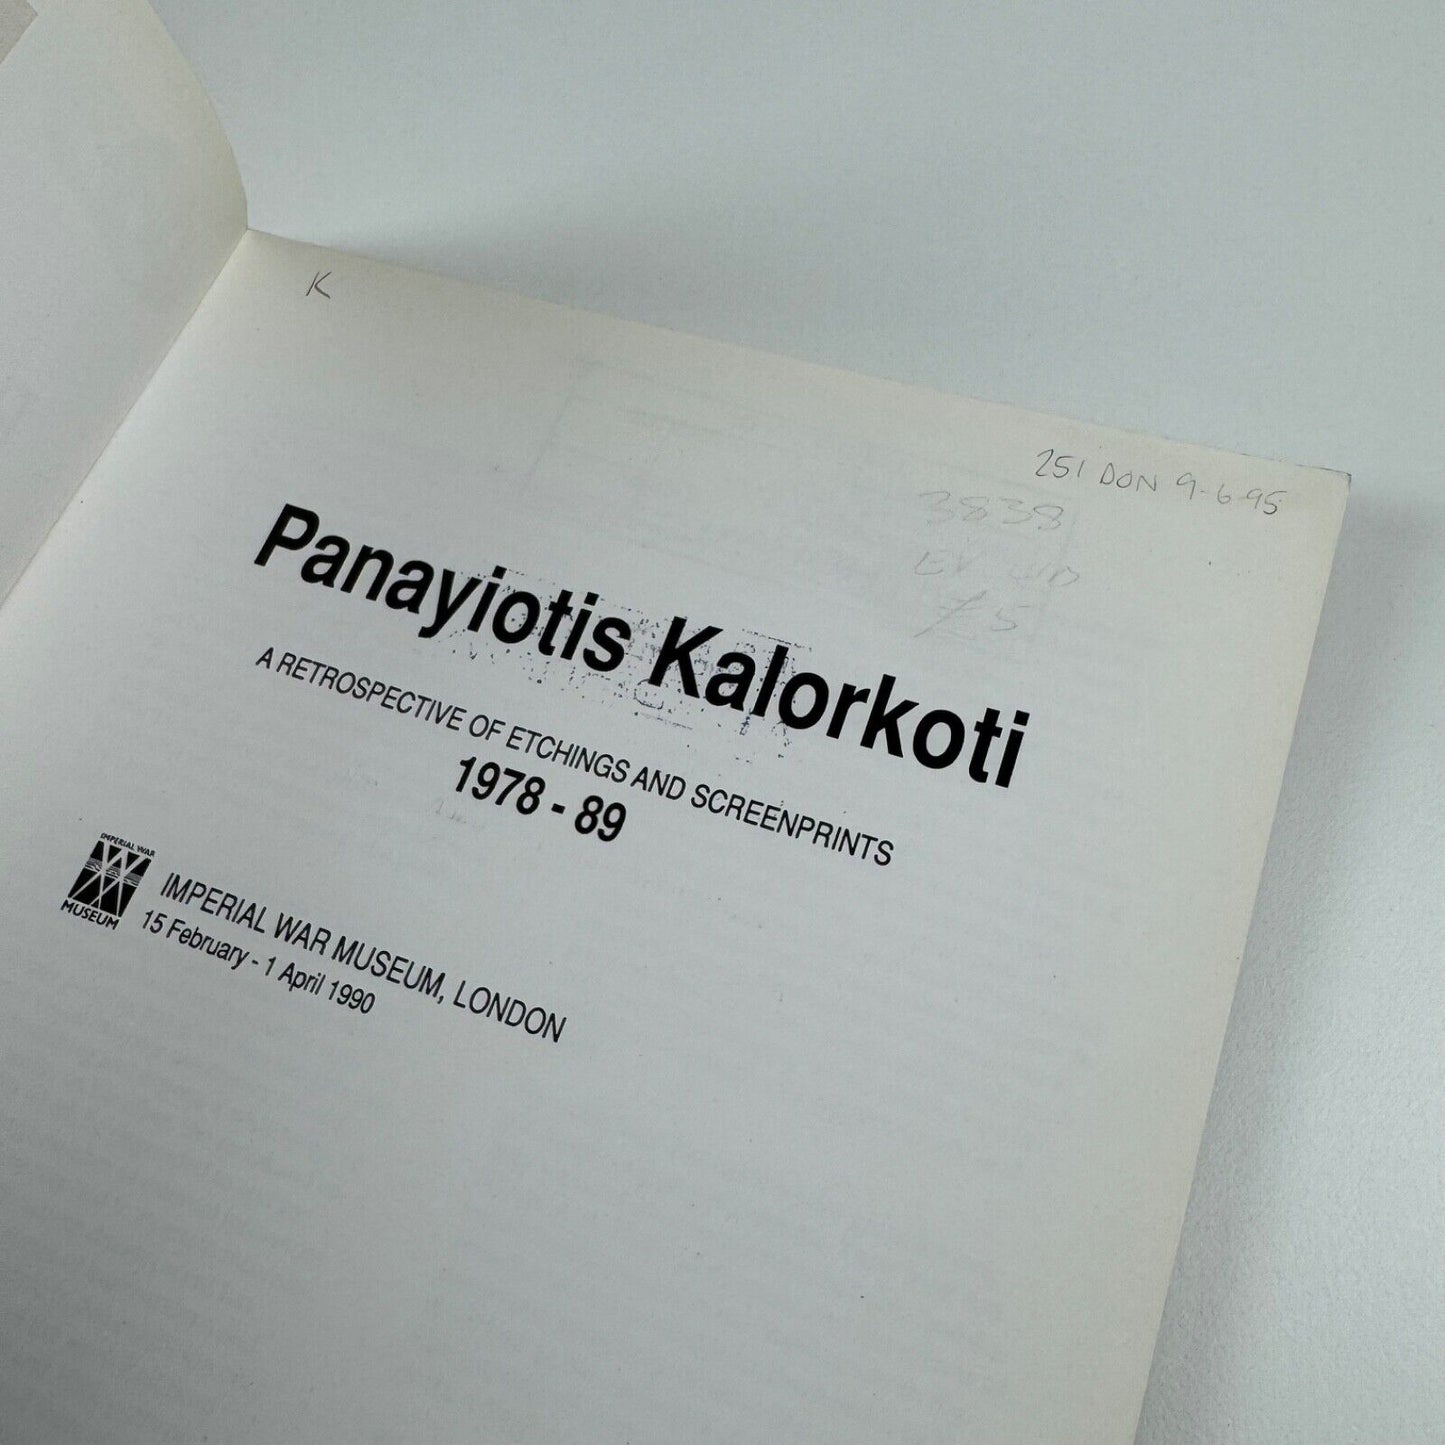 K
251 DON 9-6-95
3838
£5
Panayiotis Kalorkoti
A RETROSPECTIVE OF ETCHINGS AND SCREENPRINTS
1978 - 89
IMPERIAL WAR
MUSEUM
IMPERIAL WAR MUSEUM, LONDON
15 February - 1 April 1990